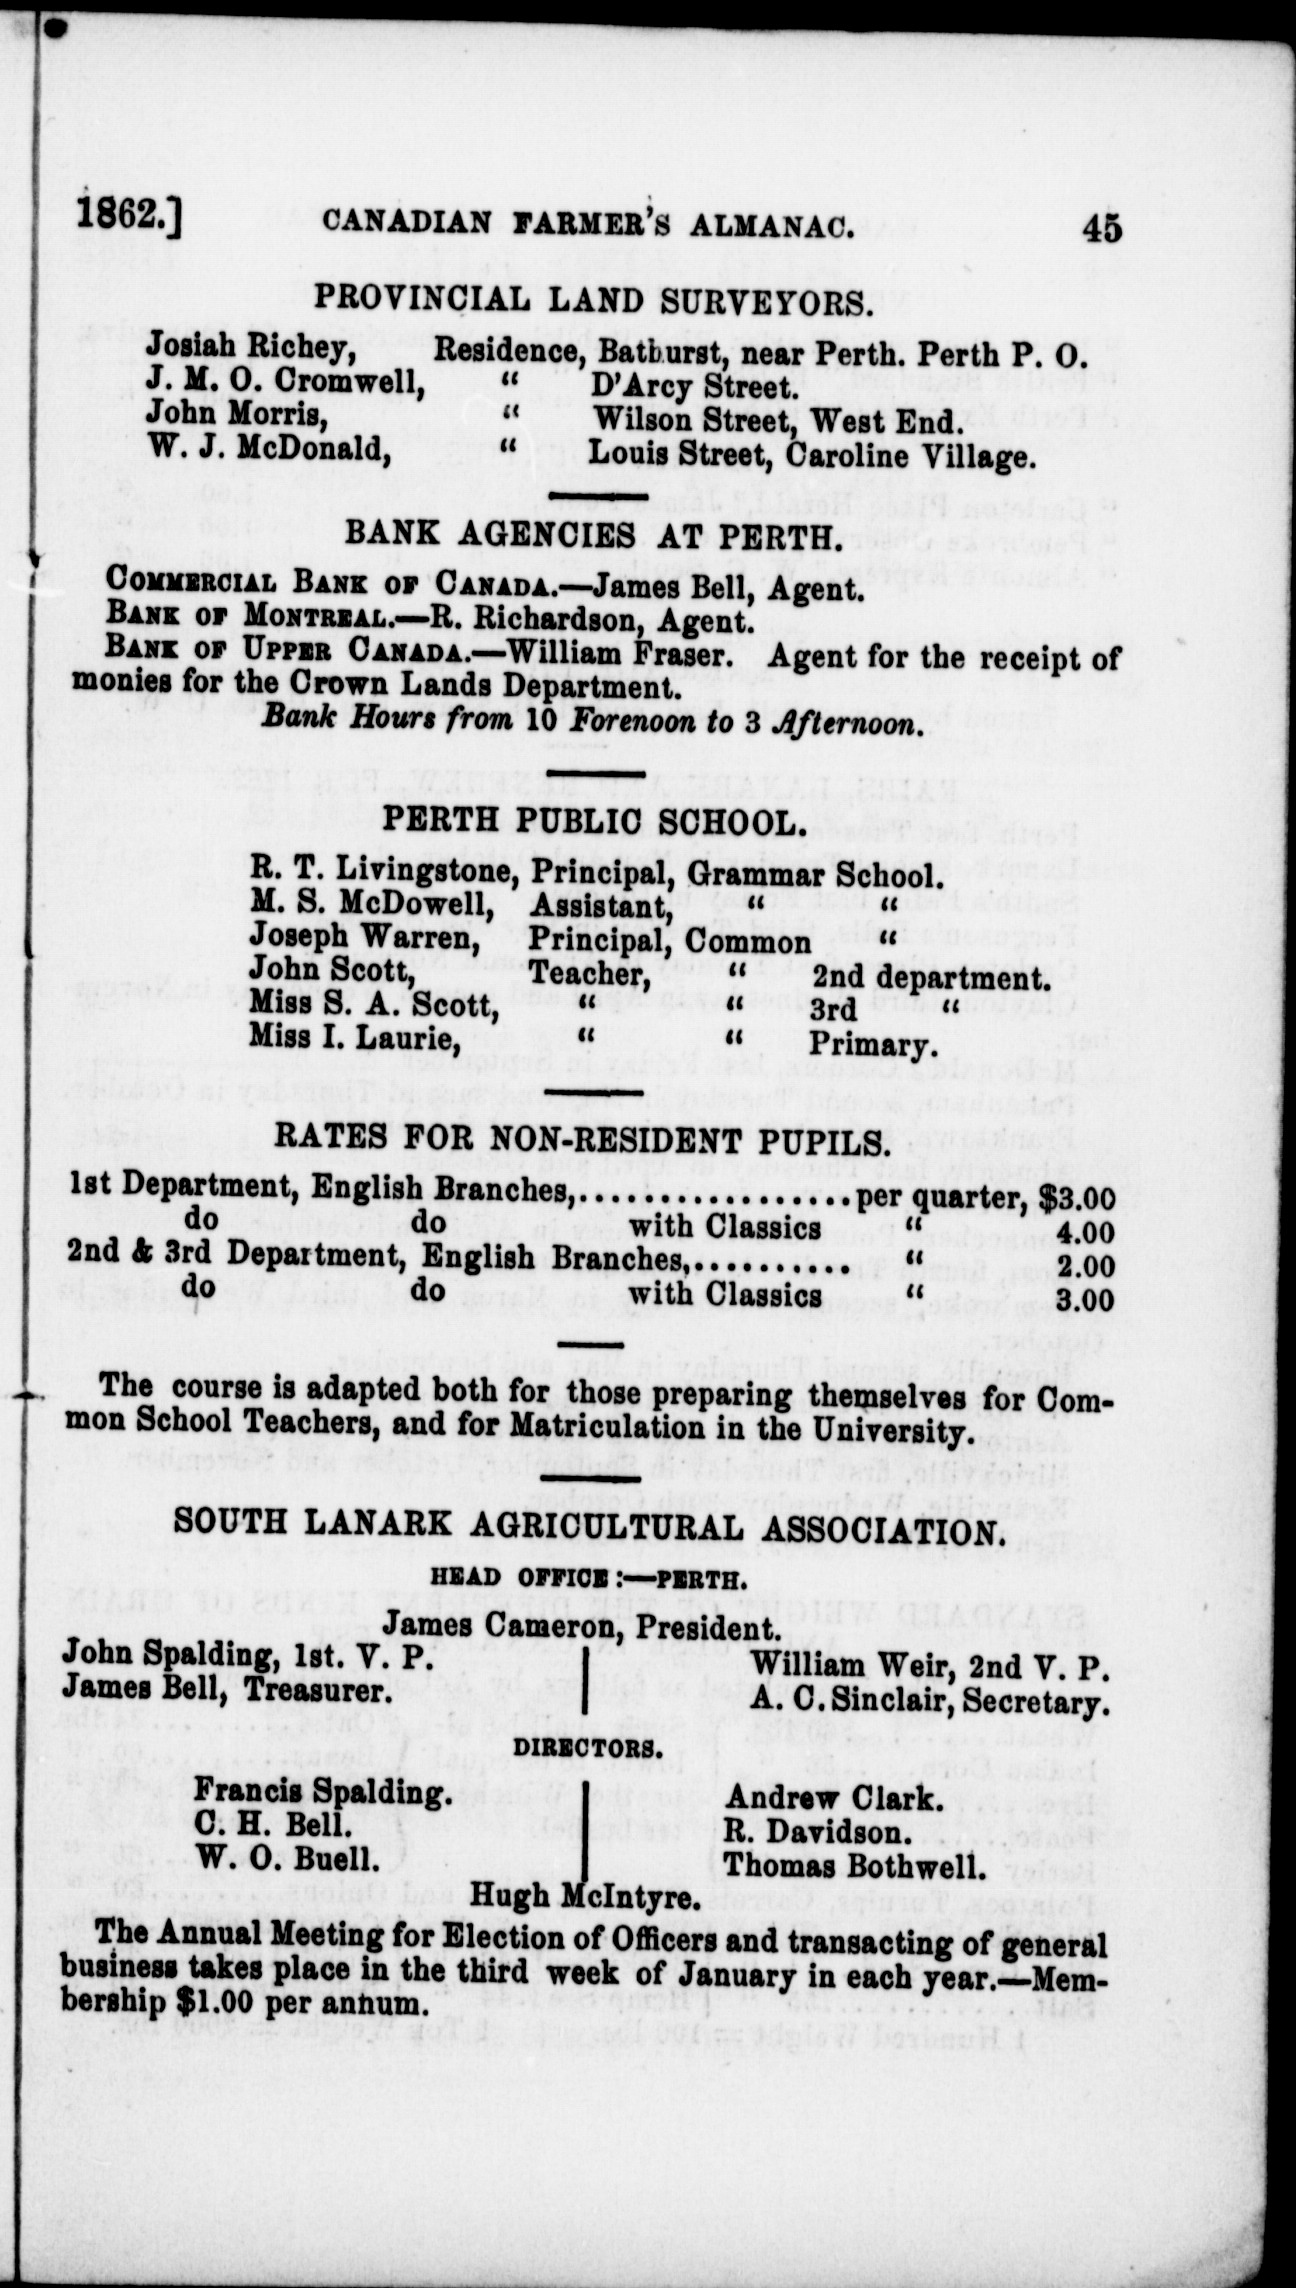 1862.] CANADIAN FARMER'S ALMANAC. 45
PROVINCIAL LAND SURVEYORS.
Josiah Richey, Residence, Bathurst, near Perth. Perth P. O.
J. M. O. Cromwell, “ D'Arcy Street.
John Morris, “ Wilson Street, West End.
W. J. McDonald, “ Louis Street, Caroline Village.
BANK AGENCIES AT PERTH.
COMMERCIAL BANK OF CANADA.—James Bell, Agent.
BANK OF MONTREAL.—R. Richardson, Agent.
BANK OF UPPER CANADA.—William Fraser. Agent for the receipt of
monies for the Crown Lands Department.
Bank Hours from 10 Forenoon to 3 Afternoon.
PERTH PUBLIC SCHOOL.
R. T. Livingstone, Principal, Grammar School.
M. S. McDowell, Assistant, “ “
Joseph Warren, Principal, Common “
John Scott, Teacher, “ 2nd department.
Miss S. A. Scott, “ “ 3rd “
Miss I. Laurie, “ “ Primary.
RATES FOR NON-RESIDENT PUPILS.
1st Department, English Branches,..................per quarter, $3.00
do do with Classics “ 4.00
2nd & 3rd Department, English Branches,.......... “ 2.00
do do with Classics “ 3.00
The course is adapted both for those preparing themselves for Com-
mon School Teachers, and for Matriculation in the University.
SOUTH LANARK AGRICULTURAL ASSOCIATION.
HEAD OFFICE:—PERTH.
James Cameron, President.
John Spalding, 1st. V. P. William Weir, 2nd V. P.
James Bell, Treasurer. A. C. Sinclair, Secretary.
DIRECTORS.
Francis Spalding. Andrew Clark.
C. H. Bell. R. Davidson.
W. O. Buell. Thomas Bothwell.
Hugh McIntyre.
The Annual Meeting for Election of Officers and transacting of general
business takes place in the third week of January in each year.—Mem-
bership $1.00 per annum.